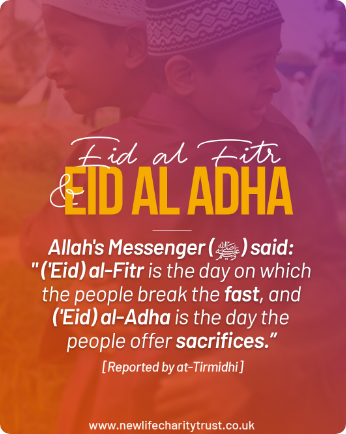 Eid al Fitr
& EID AL ADHA
Allah's Messenger (ﷺ) said:
"('Eid) al-Fitr is the day on which
the people break the fast, and
('Eid) al-Adha is the day the
people offer sacrifices.”
[Reported by at-Tirmidhi]
www.newlifecharitytrust.co.uk